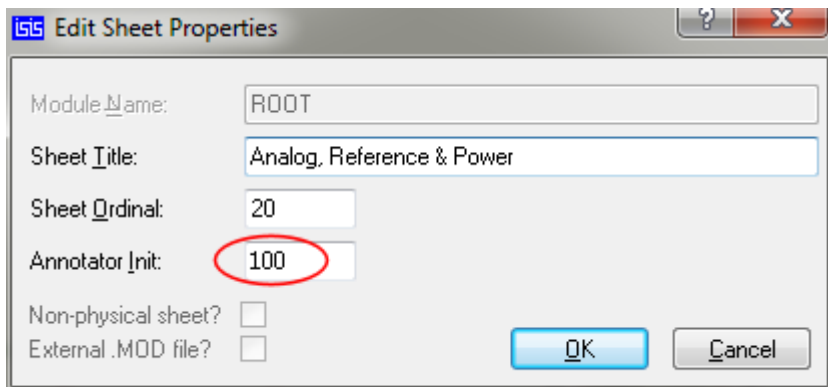 isis Edit Sheet Properties ? X
Module Name: ROOT
Sheet Title: Analog, Reference & Power
Sheet Ordinal: 20
Annotator Init: 100
Non-physical sheet?
External .MOD file?
OK Cancel